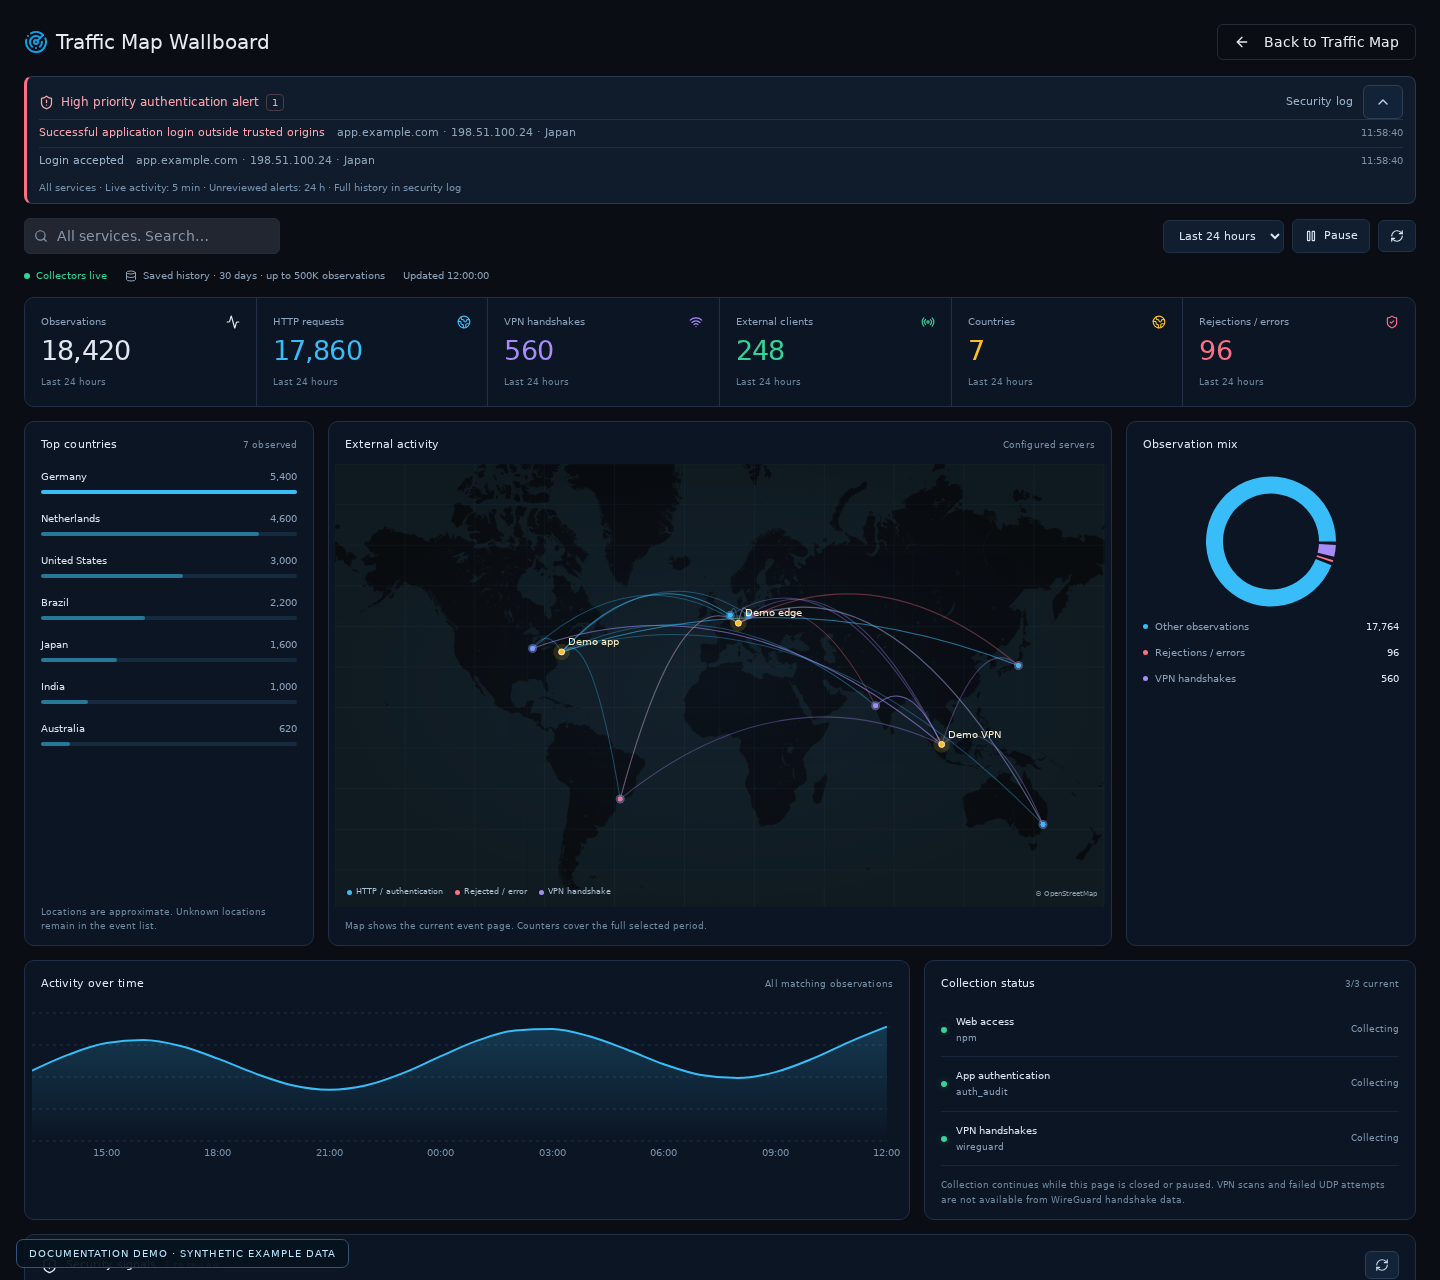 Traffic Map Wallboard
Back to Traffic Map
High priority authentication alert 1
Security log
Successful application login outside trusted origins app.example.com · 198.51.100.24 · Japan 11:58:40
Login accepted app.example.com · 198.51.100.24 · Japan 11:58:40
All services · Live activity: 5 min · Unreviewed alerts: 24 h · Full history in security log
All services. Search...
Last 24 hours
Pause
Collectors live
Saved history · 30 days · up to 500K observations
Updated 12:00:00
Observations
18,420
Last 24 hours
HTTP requests
17,860
Last 24 hours
VPN handshakes
560
Last 24 hours
External clients
248
Last 24 hours
Countries
7
Last 24 hours
Rejections / errors
96
Last 24 hours
Top countries
7 observed
Germany 5,400
Netherlands 4,600
United States 3,000
Brazil 2,200
Japan 1,600
India 1,000
Australia 620
Locations are approximate. Unknown locations
remain in the event list.
External activity
Configured servers
Demo edge
Demo app
Demo VPN
HTTP / authentication
Rejected / error
VPN handshake
© OpenStreetMap
Map shows the current event page. Counters cover the full selected period.
Observation mix
Other observations 17,764
Rejections / errors 96
VPN handshakes 560
Activity over time
All matching observations
15:00 18:00 21:00 00:00 03:00 06:00 09:00 12:00
Collection status
3/3 current
Web access
npm
Collecting
App authentication
auth_audit
Collecting
VPN handshakes
wireguard
Collecting
Collection continues while this page is closed or paused. VPN scans and failed UDP attempts
are not available from WireGuard handshake data.
DOCUMENTATION DEMO · SYNTHETIC EXAMPLE DATA
Security signals